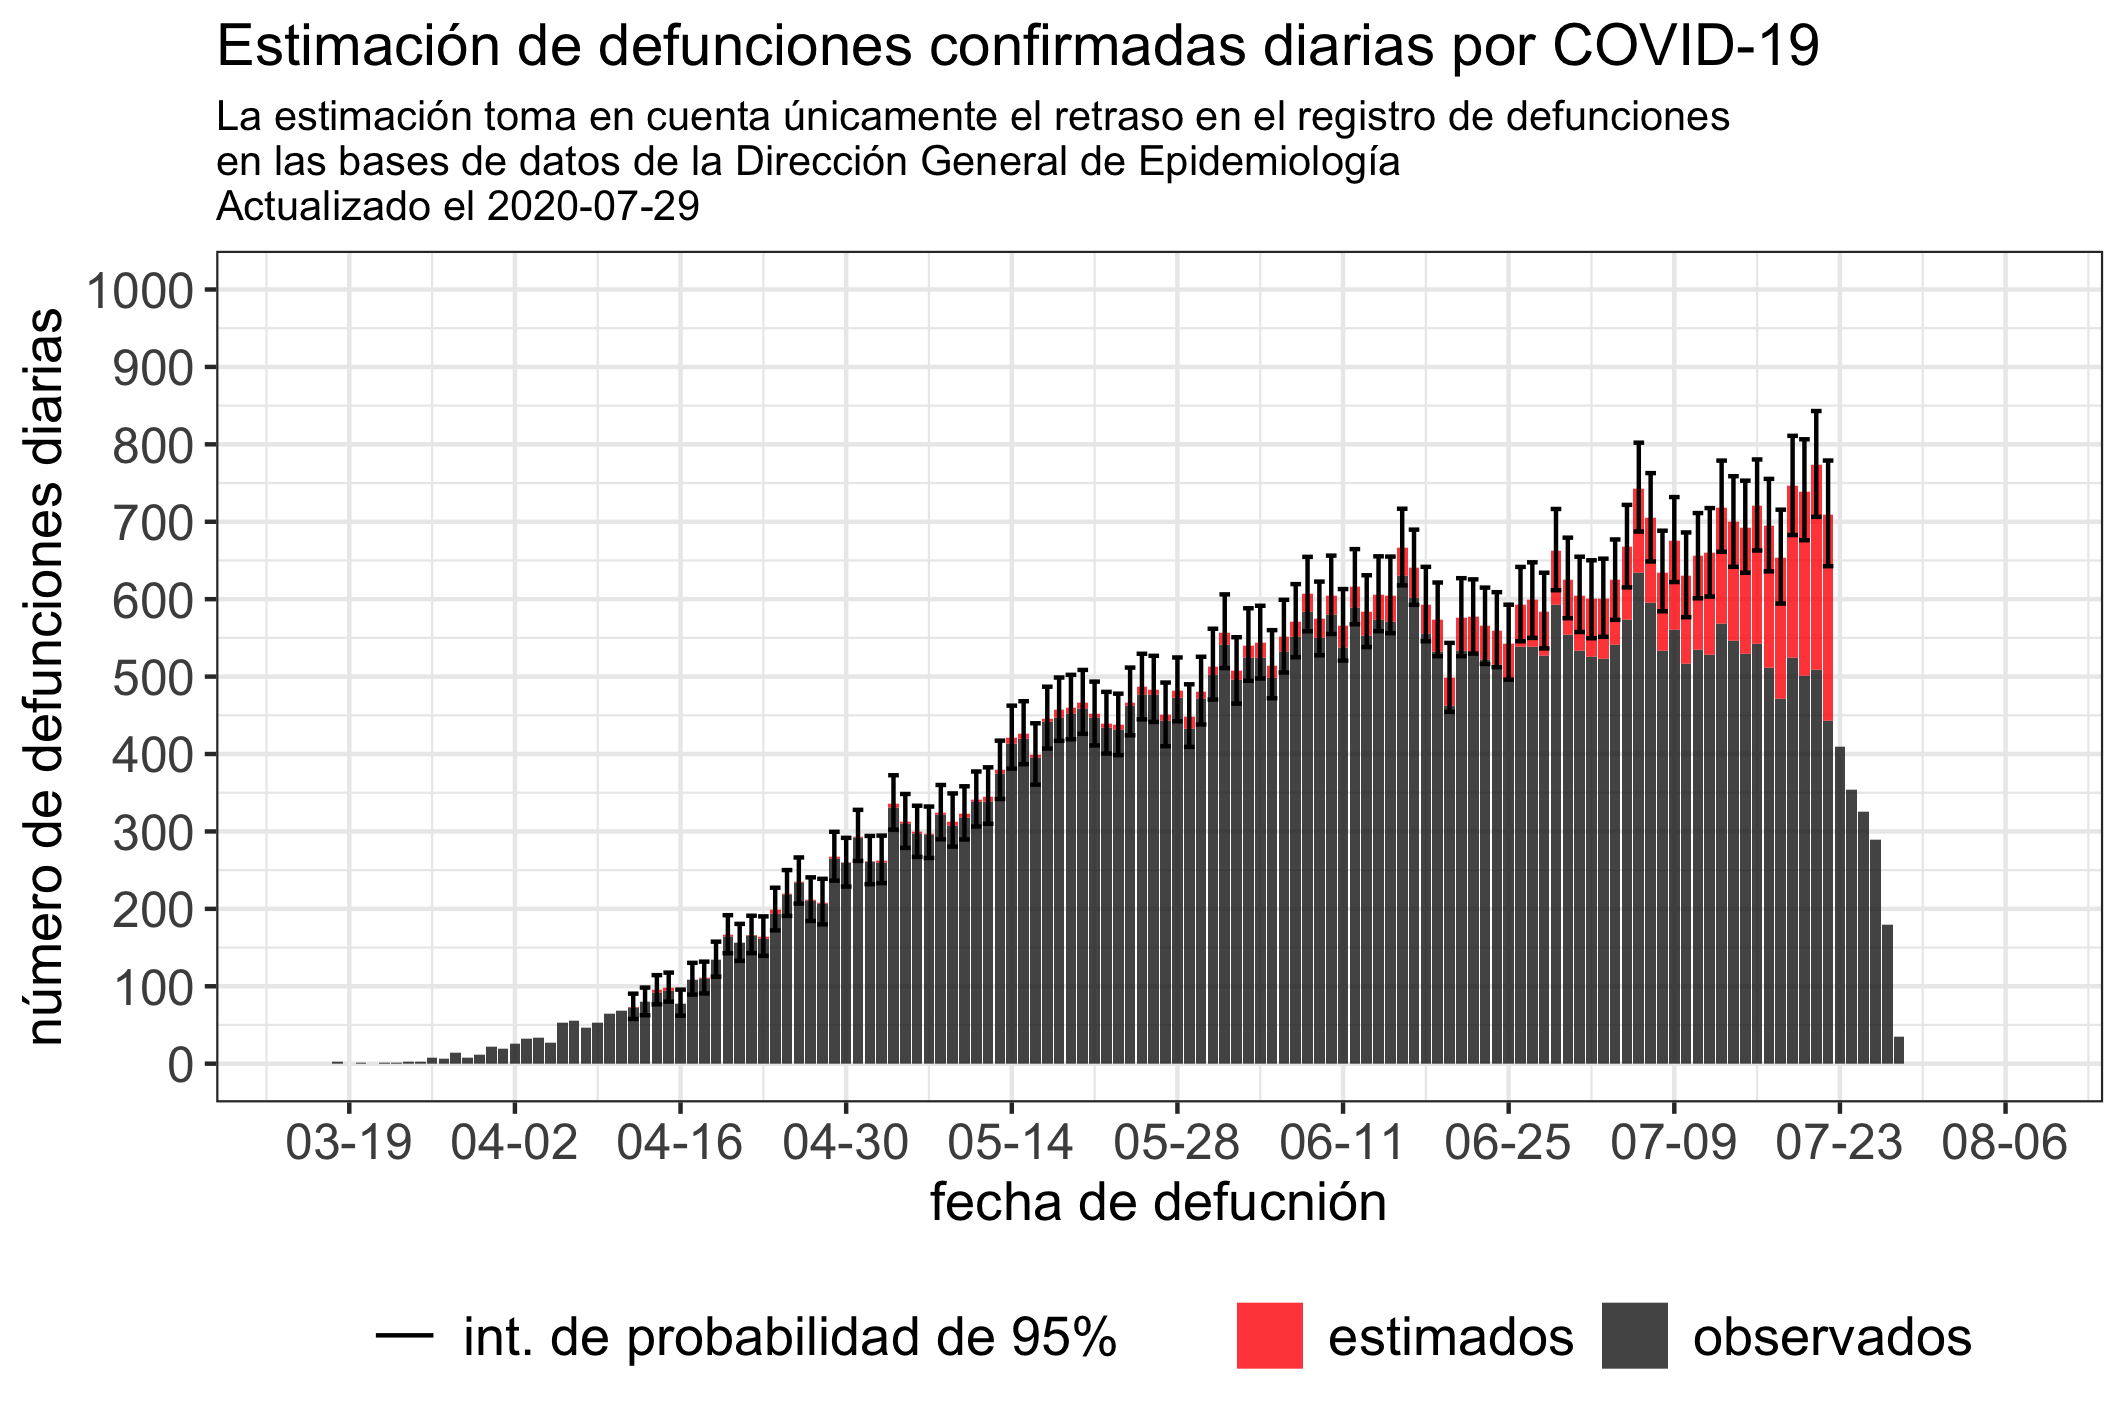 Estimación de defunciones confirmadas diarias por COVID-19
La estimación toma en cuenta únicamente el retraso en el registro de defunciones
en las bases de datos de la Dirección General de Epidemiología
Actualizado el 2020-07-29
número de defunciones diarias
1000
900
800
700
600
500
400
300
200
100
0
03-19 04-02 04-16 04-30 05-14 05-28 06-11 06-25 07-09 07-23 08-06
fecha de defucnión
int. de probabilidad de 95% estimados observados